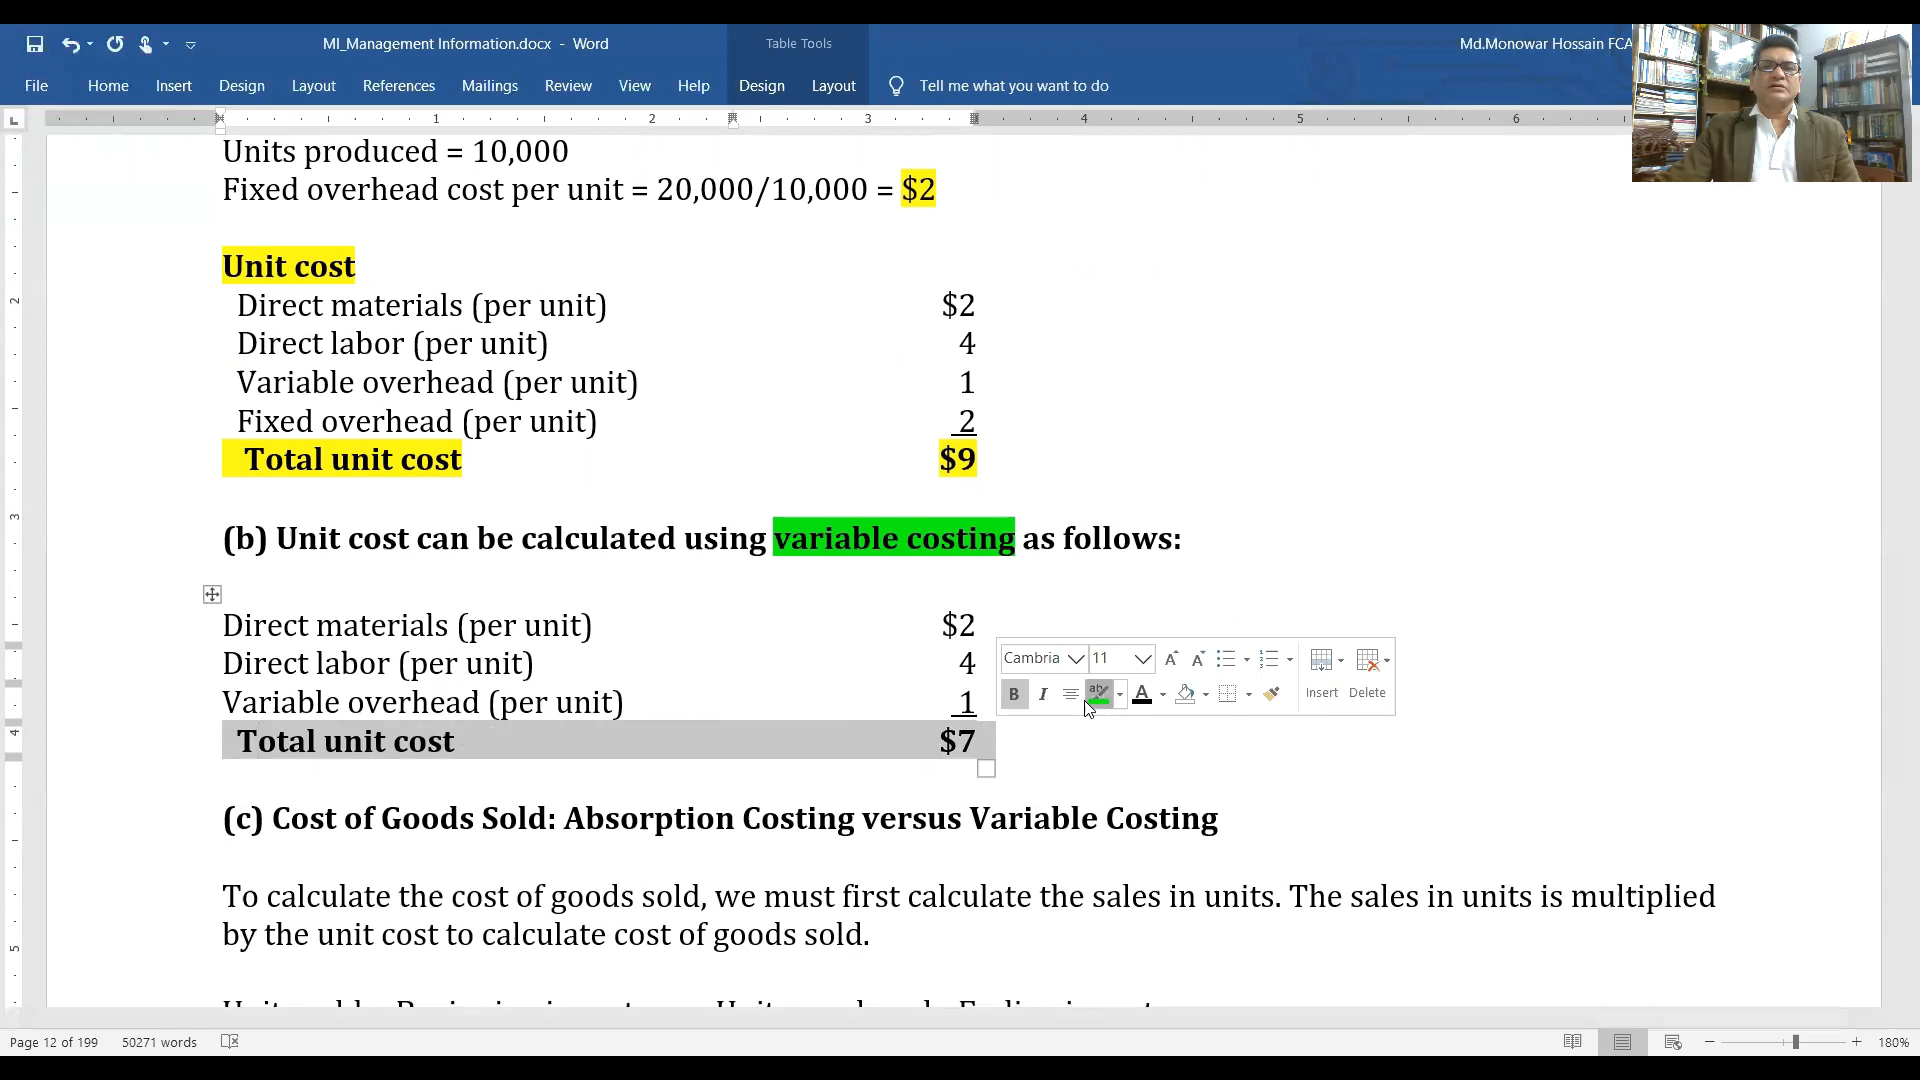 MI_Management Information.docx - Word
Table Tools
Md.Monowar Hossain FCA
File Home Insert Design Layout References Mailings Review View Help Design Layout Tell me what you want to do
1 2 3 4 5 6
Units produced = 10,000
Fixed overhead cost per unit = 20,000/10,000 = $2
Unit cost
Direct materials (per unit) $2
Direct labor (per unit) 4
Variable overhead (per unit) 1
Fixed overhead (per unit) 2
Total unit cost $9
(b) Unit cost can be calculated using variable costing as follows:
Direct materials (per unit) $2
Direct labor (per unit) 4
Variable overhead (per unit) 1
Total unit cost $7
Cambria 11
B I Insert Delete
(c) Cost of Goods Sold: Absorption Costing versus Variable Costing
To calculate the cost of goods sold, we must first calculate the sales in units. The sales in units is multiplied
by the unit cost to calculate cost of goods sold.
Page 12 of 199 50271 words 180%